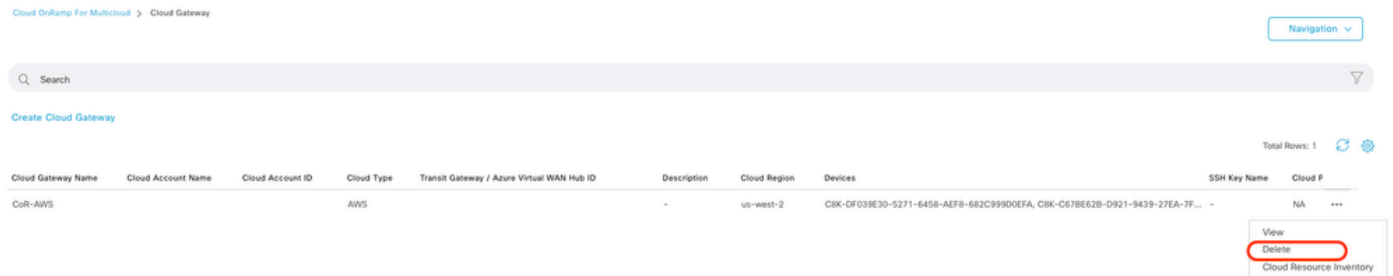 Cloud OnRamp For Multicloud > Cloud Gateway
Navigation
Search
Create Cloud Gateway
Total Rows: 1
Cloud Gateway Name Cloud Account Name Cloud Account ID Cloud Type Transit Gateway / Azure Virtual WAN Hub ID Description Cloud Region Devices SSH Key Name Cloud P
CoR-AWS AWS - us-west-2 C8K-DF039E30-5271-6458-AEF8-682C999D0EFA, C8K-C67BE62B-D921-9439-27EA-7F... - NA ...
View
Delete
Cloud Resource Inventory